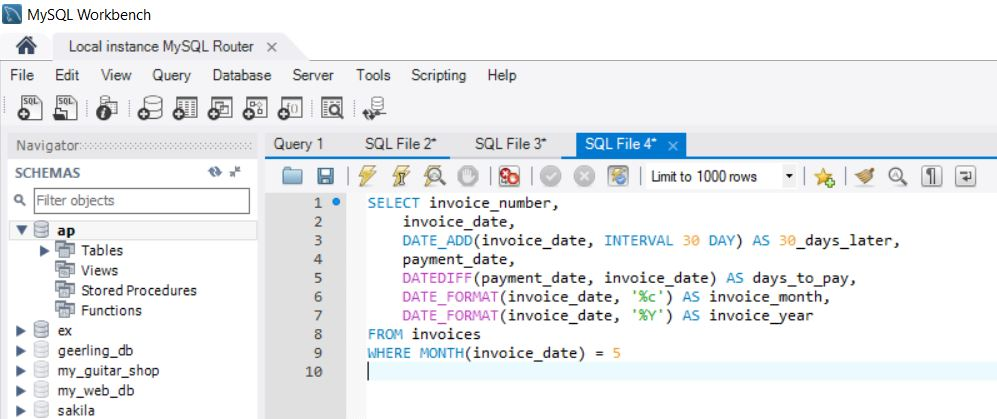 MySQL Workbench
Local instance MySQL Router ×
File Edit View Query Database Server Tools Scripting Help
SQL SQL
Navigator
Query 1 SQL File 2* SQL File 3* SQL File 4* ×
SCHEMAS
Limit to 1000 rows
Filter objects
ap
Tables
Views
Stored Procedures
Functions
ex
geerling_db
my_guitar_shop
my_web_db
sakila
1 SELECT invoice_number,
2 invoice_date,
3 DATE_ADD(invoice_date, INTERVAL 30 DAY) AS 30_days_later,
4 payment_date,
5 DATEDIFF(payment_date, invoice_date) AS days_to_pay,
6 DATE_FORMAT(invoice_date, '%c') AS invoice_month,
7 DATE_FORMAT(invoice_date, '%Y') AS invoice_year
8 FROM invoices
9 WHERE MONTH(invoice_date) = 5
10